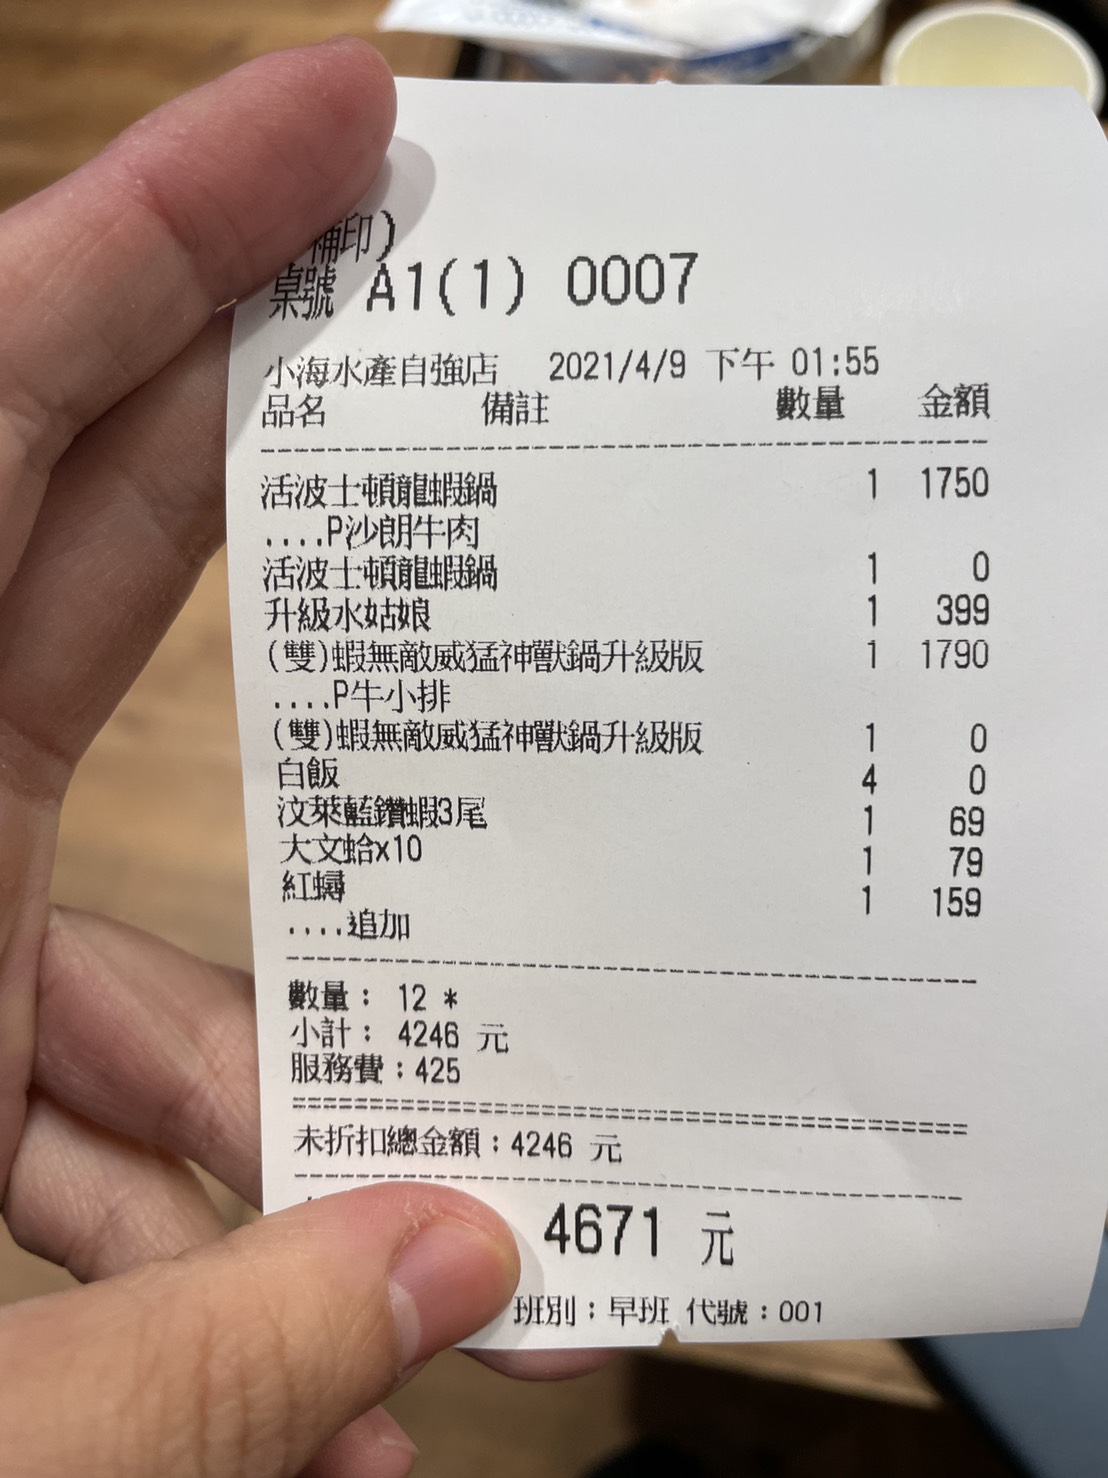 補印)
桌號 A1(1) 0007
小海水產自強店 2021/4/9 下午 01:55
品名 備註 數量 金額
活波士頓龍蝦鍋 1 1750
....P沙朗牛肉
活波士頓龍蝦鍋 1 0
升級水姑娘 1 399
(雙)蝦無敵威猛神獸鍋升級版 1 1790
....P牛小排
(雙)蝦無敵威猛神獸鍋升級版 1 0
白飯 4 0
汶萊藍鑽蝦3尾 1 69
大文蛤x10 1 79
紅蟳 1 159
....追加
數量： 12 *
小計： 4246 元
服務費：425
未折扣總金額：4246 元
4671 元
班別：早班 代號：001